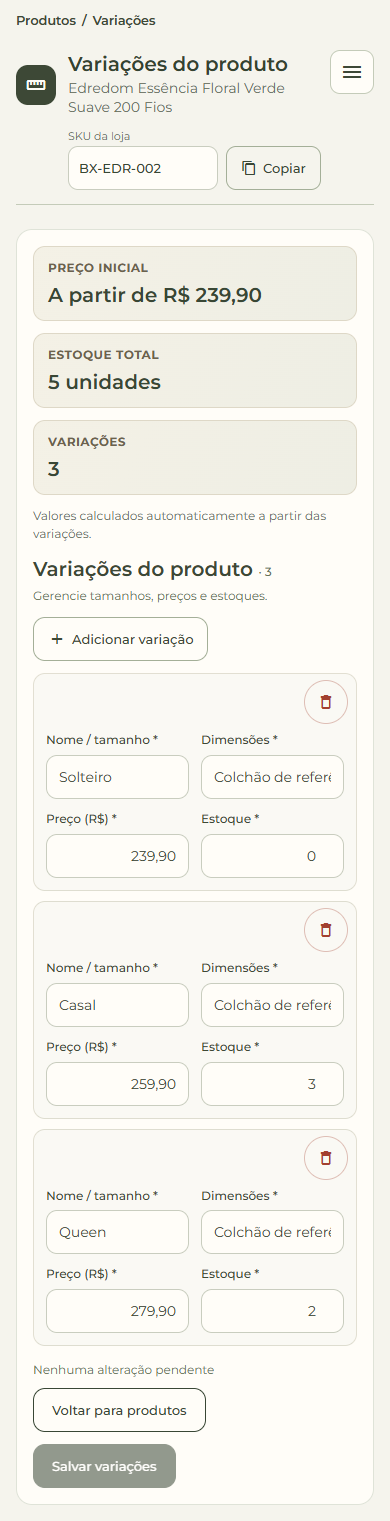 Produtos / Variações
Variações do produto
Edredom Essência Floral Verde
Suave 200 Fios
SKU da loja
BX-EDR-002
Copiar
PREÇO INICIAL
A partir de R$ 239,90
ESTOQUE TOTAL
5 unidades
VARIAÇÕES
3
Valores calculados automaticamente a partir das
variações.
Variações do produto · 3
Gerencie tamanhos, preços e estoques.
+ Adicionar variação
Nome / tamanho * Dimensões *
Solteiro Colchão de referê
Preço (R$) * Estoque *
239,90 0
Nome / tamanho * Dimensões *
Casal Colchão de referê
Preço (R$) * Estoque *
259,90 3
Nome / tamanho * Dimensões *
Queen Colchão de referê
Preço (R$) * Estoque *
279,90 2
Nenhuma alteração pendente
Voltar para produtos
Salvar variações